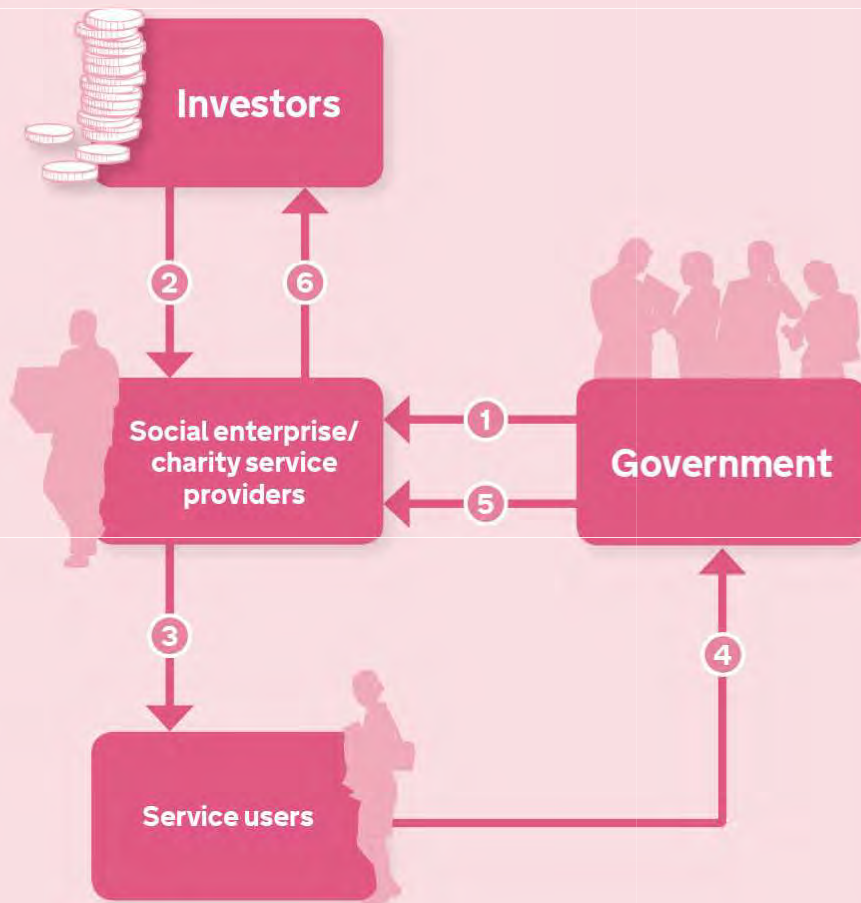 Investors
2
6
Social enterprise/
charity service
providers
1
Government
5
3
4
Service users